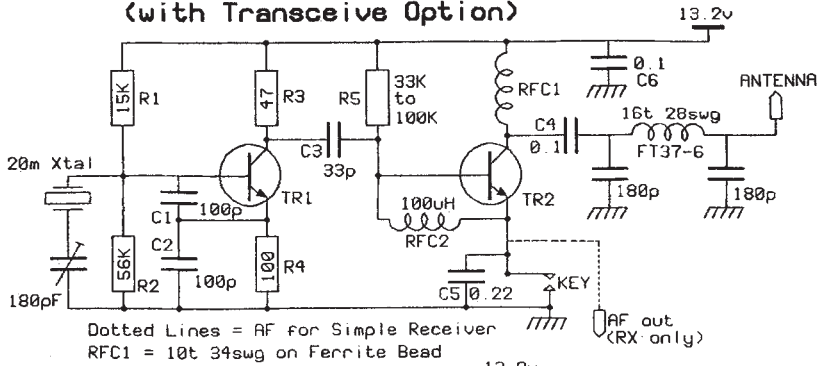 (with Transceive Option)
13.2v
0.1
C6
ANTENNA
15K
R1
47
R3
R5
33K
to
100K
RFC1
C4
0.1
16t 28swg
FT37-6
C3
33p
20m Xtal
TR1
TR2
180p
180p
C1
100p
100uH
RFC2
C2
100p
56K
R2
100
R4
C5 0.22
KEY
180pF
AF out
(RX only)
Dotted Lines = AF for Simple Receiver
RFC1 = 10t 34swg on Ferrite Bead